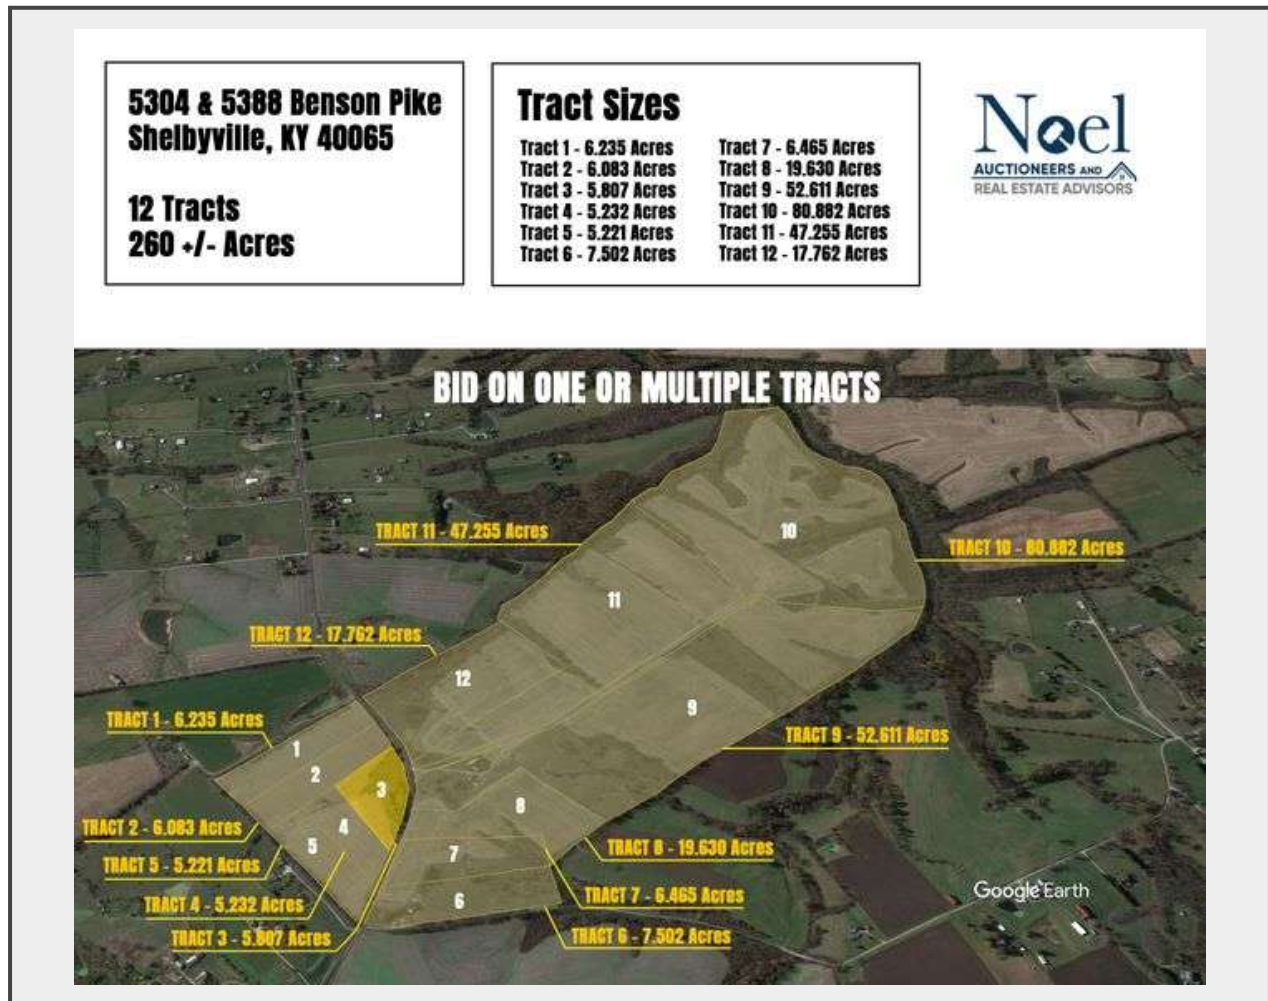 5304 & 5388 Benson Pike
Shelbyville, KY 40065
12 Tracts
260 +/- Acres
Tract Sizes
Tract 1 - 6.235 Acres
Tract 2 - 6.083 Acres
Tract 3 - 5.807 Acres
Tract 4 - 5.232 Acres
Tract 5 - 5.221 Acres
Tract 6 - 7.502 Acres
Tract 7 - 6.465 Acres
Tract 8 - 19.630 Acres
Tract 9 - 52.611 Acres
Tract 10 - 80.882 Acres
Tract 11 - 47.255 Acres
Tract 12 - 17.762 Acres
Noel
AUCTIONEERS AND
REAL ESTATE ADVISORS
BID ON ONE OR MULTIPLE TRACTS
10
TRACT 11 - 47.255 Acres
TRACT 10 - 80.882 Acres
11
TRACT 12 - 17.762 Acres
12
9
TRACT 1 - 6.235 Acres
TRACT 9 - 52.611 Acres
1
2
3
8
4
TRACT 2 - 6.083 Acres
5
7
TRACT 8 - 19.630 Acres
TRACT 5 - 5.221 Acres
Google Earth
TRACT 7 - 6.465 Acres
6
TRACT 4 - 5.232 Acres
TRACT 3 - 5.807 Acres
TRACT 6 - 7.502 Acres